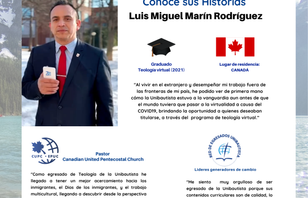 Conoce sus Historias
Luis Miguel Marín Rodríguez
Graduado
Teología virtual (2021)
Lugar de residencia:
CANADA
"Al vivir en el extranjero y desempeñar mi trabajo fuera de
las fronteras de mi país, he podido ver de primera mano
cómo la Unibautista estuvo a la vanguardia aun antes de que
el mundo tuviera que pasar a la virtualidad a causa del
COVID19, brindando la oportunidad a quienes deseaban
titularse, a través del programa de teología virtual."
CUPC - EPUC
Pastor
Canadian United Pentecostal Church
RED DE EGRESADOS UNIBAUTISTA
Líderes generadores de cambio
"Como egresado de Teología de la Unibautista he
llegado a tener un mejor acercamiento hacia los
inmigrantes, el Dios de los inmigrantes, y el trabajo
multicultural, llegando a descubrir desde la perspectiva
"Me siento muy orgulloso de ser
egresado de la Unibautista porque sus
contenidos curriculares son de calidad, la